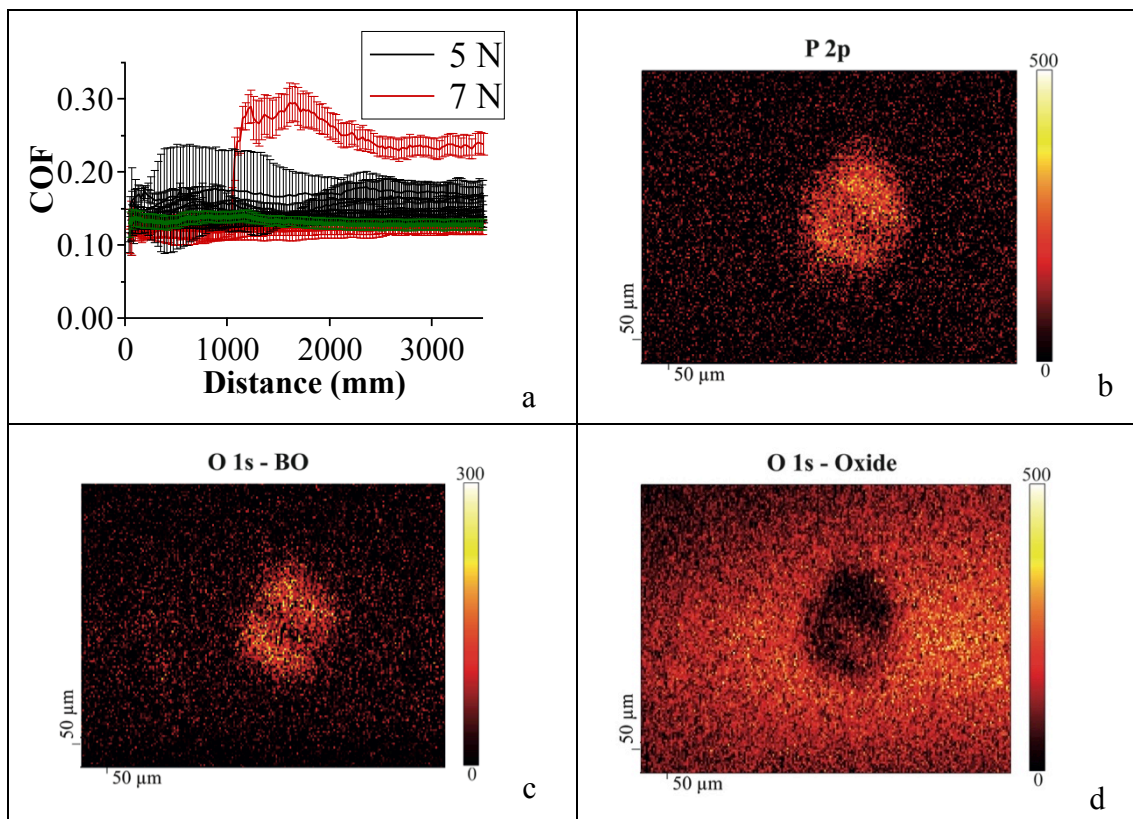 5 N
7 N
0.30
0.20
0.10
0.00
COF
0
1000
2000
3000
Distance (mm)
a
P 2p
500
0
50 µm
50 µm
b
O 1s - BO
300
0
50 µm
50 µm
c
O 1s - Oxide
500
0
50 µm
50 µm
d